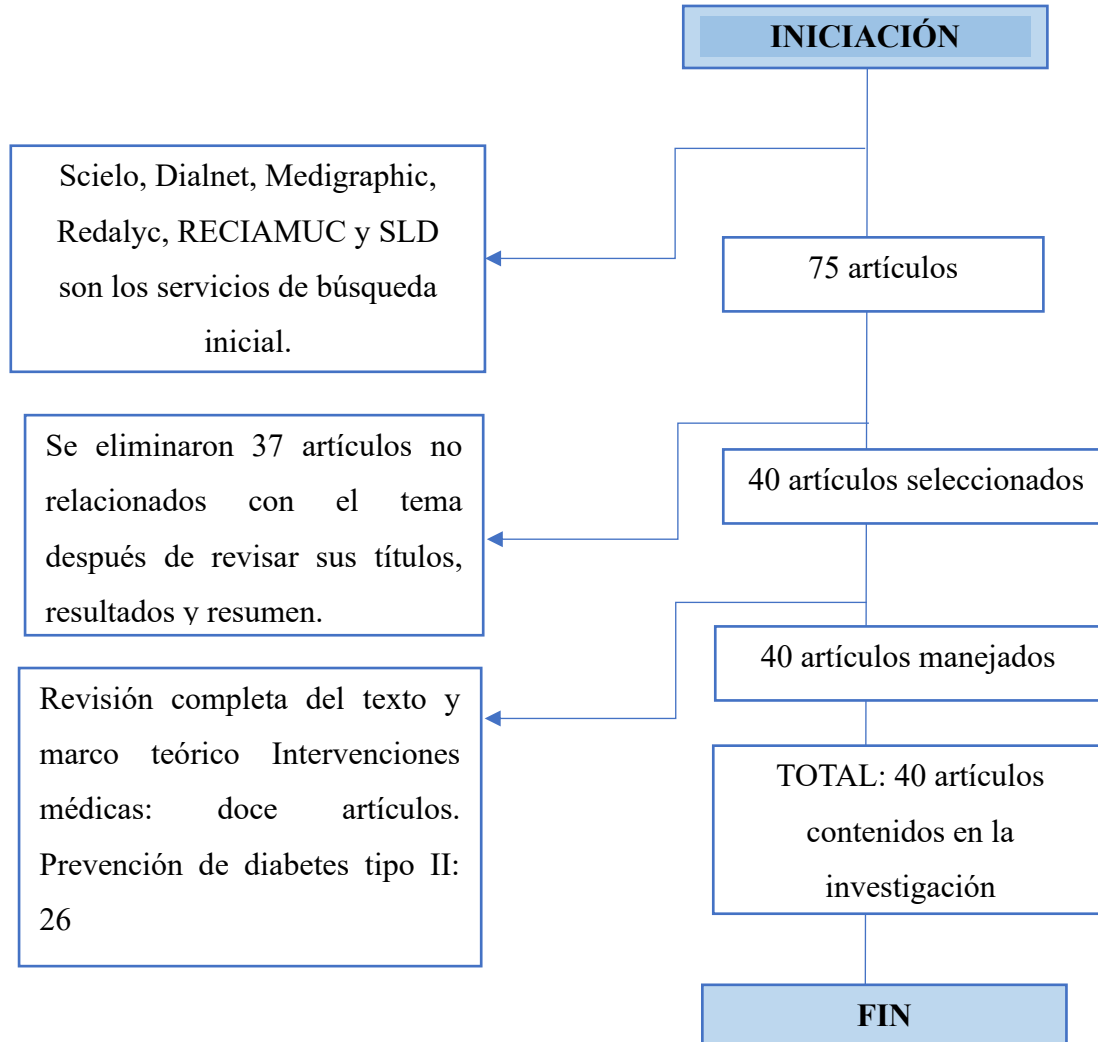 INICIACIÓN
Scielo, Dialnet, Medigraphic,
Redalyc, RECIAMUC y SLD
son los servicios de búsqueda
inicial.
75 artículos
Se eliminaron 37 artículos no
relacionados con el tema
después de revisar sus títulos,
resultados y resumen.
40 artículos seleccionados
40 artículos manejados
Revisión completa del texto y
marco teórico Intervenciones
médicas: doce artículos.
Prevención de diabetes tipo II:
26
TOTAL: 40 artículos
contenidos en la
investigación
FIN